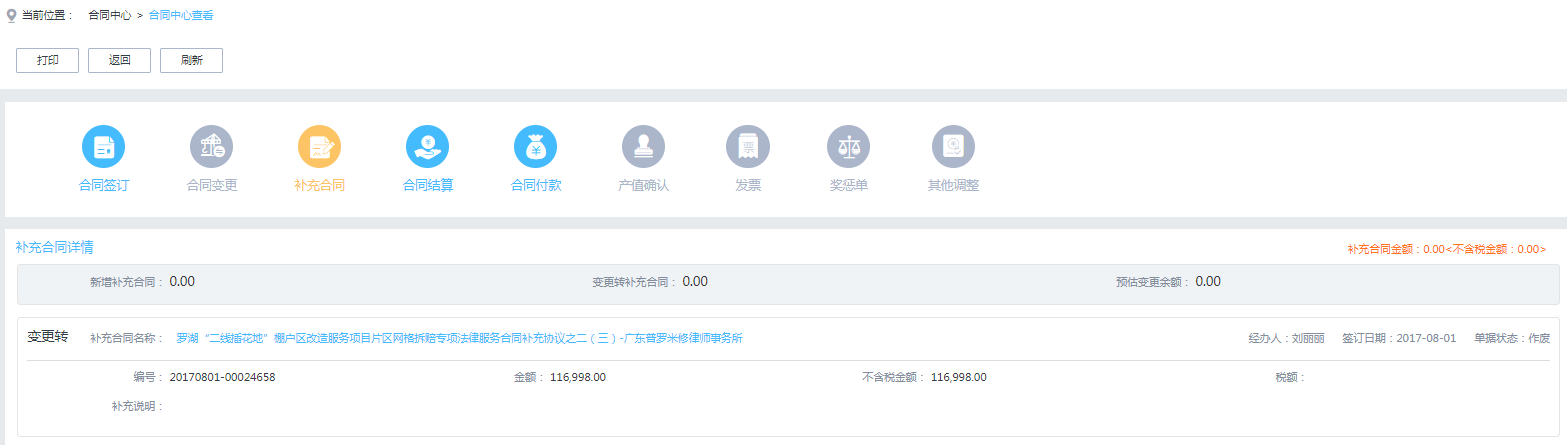 当前位置： 合同中心 > 合同中心查看
打印 返回 刷新
票
合同签订 合同变更 补充合同 合同结算 合同付款 产值确认 发票 奖惩单 其他调整
补充合同详情 补充合同金额：0.00<不含税金额：0.00>
新增补充合同： 0.00 变更转补充合同： 0.00 预估变更余额： 0.00
变更转 补充合同名称： 罗湖“二线插花地”棚户区改造服务项目片区网格拆赔专项法律服务合同补充协议之二（三）-广东普罗米修律师事务所 经办人：刘丽丽 签订日期：2017-08-01 单据状态：作废
编号： 20170801-00024658 金额： 116,998.00 不含税金额： 116,998.00 税额：
补充说明：